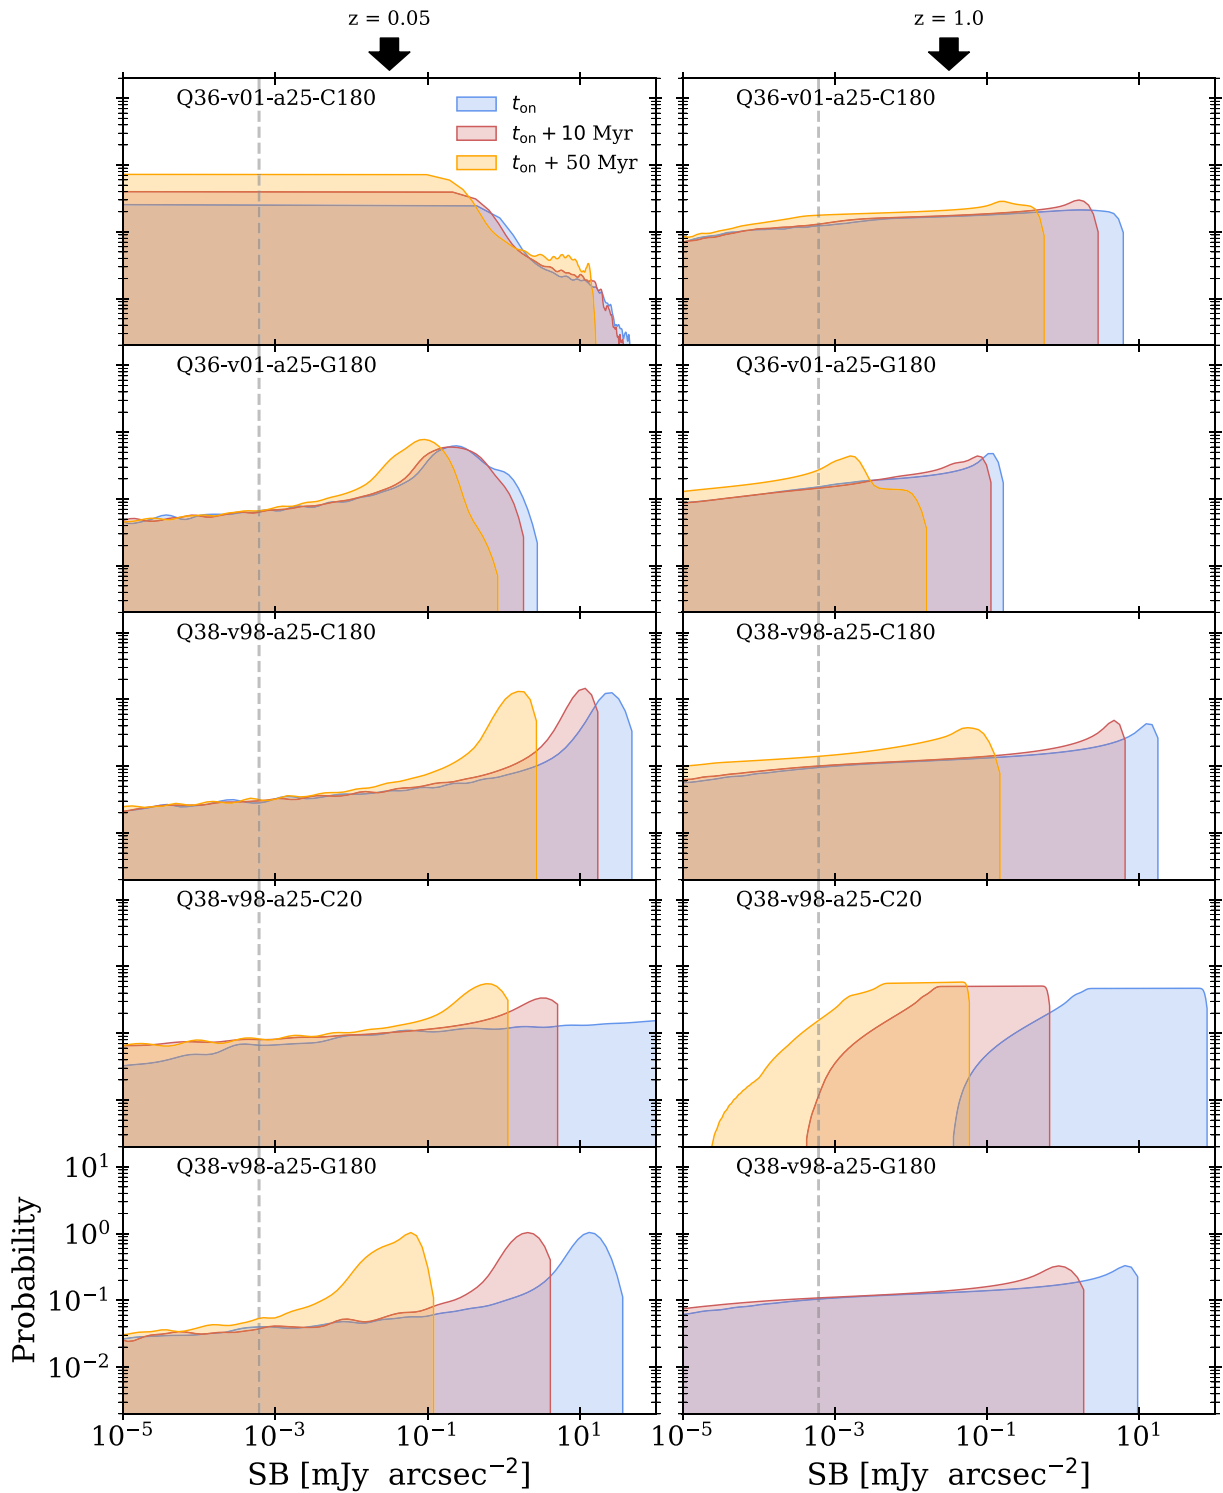 z = 0.05
z = 1.0
Q36-v01-a25-C180
t_on
t_on + 10 Myr
t_on + 50 Myr
Q36-v01-a25-C180
Q36-v01-a25-G180
Q36-v01-a25-G180
Q38-v98-a25-C180
Q38-v98-a25-C180
Q38-v98-a25-C20
Q38-v98-a25-C20
Q38-v98-a25-G180
Q38-v98-a25-G180
Probability
10^1
10^0
10^−1
10^−2
10^−5 10^−3 10^−1 10^1
10^−5 10^−3 10^−1 10^1
SB [mJy arcsec^−2]
SB [mJy arcsec^−2]